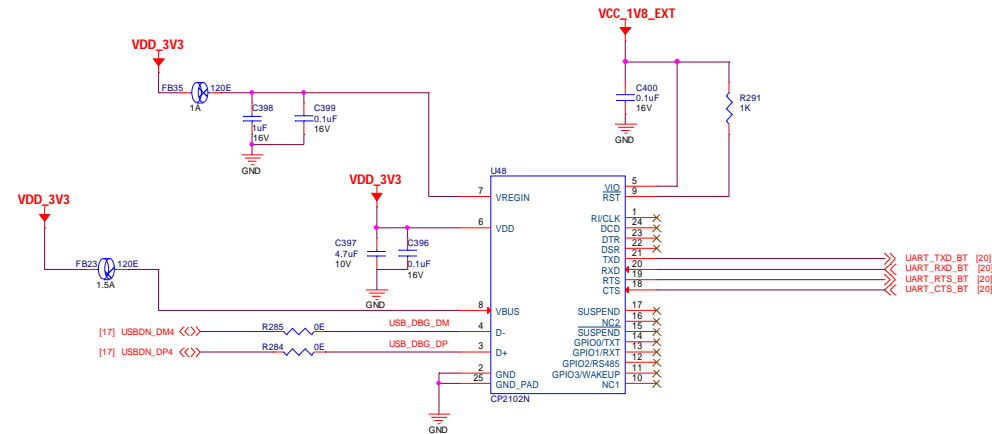 VCC_1V8_EXT
VDD_3V3
FB35
120E
1A
C398
1uF
16V
C399
0.1uF
16V
GND
C400
0.1uF
16V
GND
R291
1K
VDD_3V3
VDD_3V3
C397
4.7uF
10V
C396
0.1uF
16V
GND
FB23
120E
1.5A
U48
7 VREGIN
6 VDD
8 VBUS
4 D-
3 D+
2 GND
25 GND_PAD
VIO 5
RST 9
RI/CLK 1
DCD 24
DTR 23
DSR 22
TXD 21
RXD 20
RTS 19
CTS 18
SUSPEND 17
NC2 16
SUSPEND 15
GPIO0/TXT 14
GPIO1/RXT 13
GPIO2/RS485 12
GPIO3/WAKEUP 11
NC1 10
CP2102N
UART_TXD_BT [20]
UART_RXD_BT [20]
UART_RTS_BT [20]
UART_CTS_BT [20]
[17] USBDN_DM4
R285
0E
USB_DBG_DM
[17] USBDN_DP4
R284
0E
USB_DBG_DP
GND